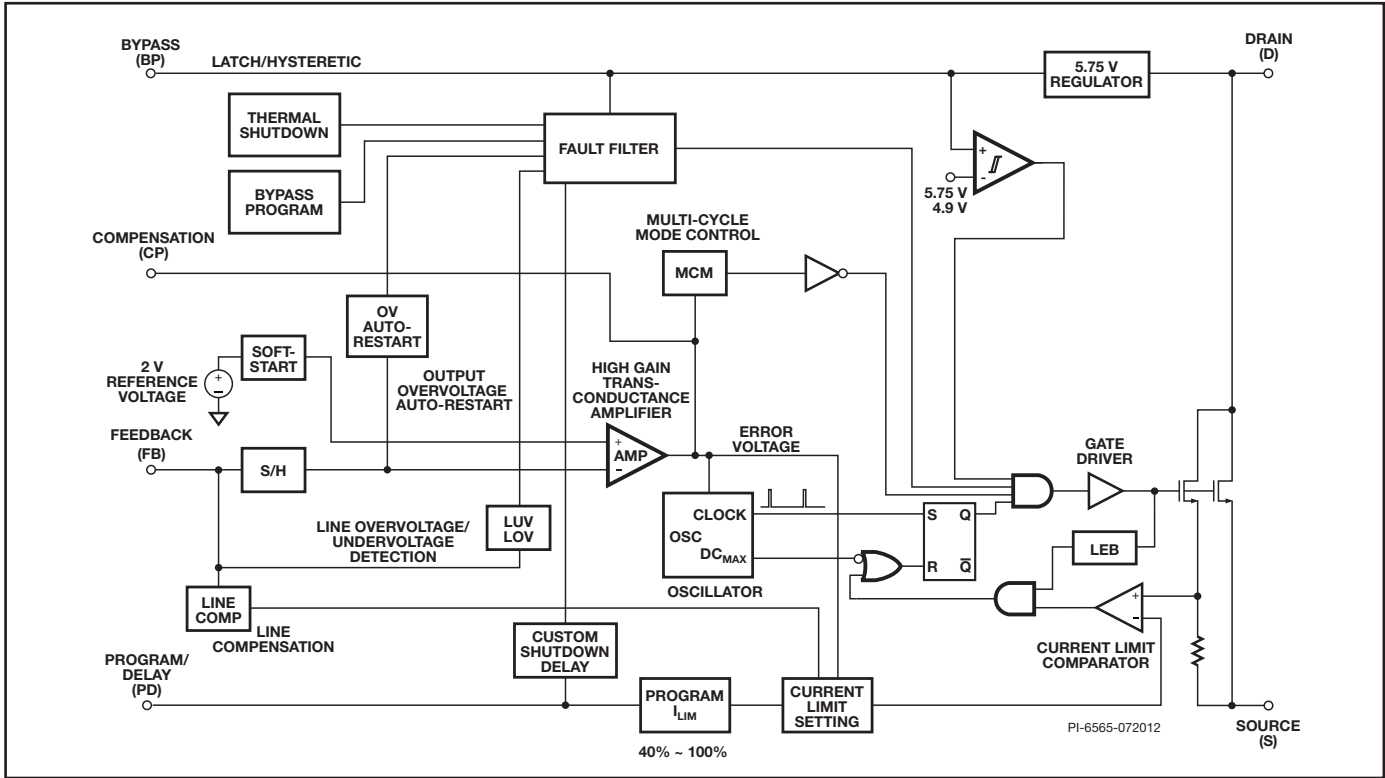 BYPASS
(BP)
LATCH/HYSTERETIC
DRAIN
(D)
5.75 V
REGULATOR
THERMAL
SHUTDOWN
FAULT FILTER
+
-
5.75 V
4.9 V
BYPASS
PROGRAM
COMPENSATION
(CP)
MULTI-CYCLE
MODE CONTROL
MCM
OV
AUTO-
RESTART
SOFT-
START
2 V
REFERENCE
VOLTAGE
+
–
OUTPUT
OVERVOLTAGE
AUTO-RESTART
HIGH GAIN
TRANS-
CONDUCTANCE
AMPLIFIER
FEEDBACK
(FB)
S/H
+
AMP
–
ERROR
VOLTAGE
GATE
DRIVER
LINE OVERVOLTAGE/
UNDERVOLTAGE
DETECTION
LUV
LOV
CLOCK
OSC
DCMAX
OSCILLATOR
S Q
R Q̅
LEB
LINE
COMP
LINE
COMPENSATION
+
–
CURRENT LIMIT
COMPARATOR
PROGRAM/
DELAY
(PD)
CUSTOM
SHUTDOWN
DELAY
PROGRAM
ILIM
40% ~ 100%
CURRENT
LIMIT
SETTING
PI-6565-072012
SOURCE
(S)